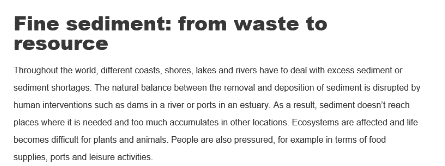 Fine sediment: from waste to
resource
Throughout the world, different coasts, shores, lakes and rivers have to deal with excess sediment or
sediment shortages. The natural balance between the removal and deposition of sediment is disrupted by
human interventions such as dams in a river or ports in an estuary. As a result, sediment doesn't reach
places where it is needed and too much accumulates in other locations. Ecosystems are affected and life
becomes difficult for plants and animals. People are also pressured, for example in terms of food
supplies, ports and leisure activities.